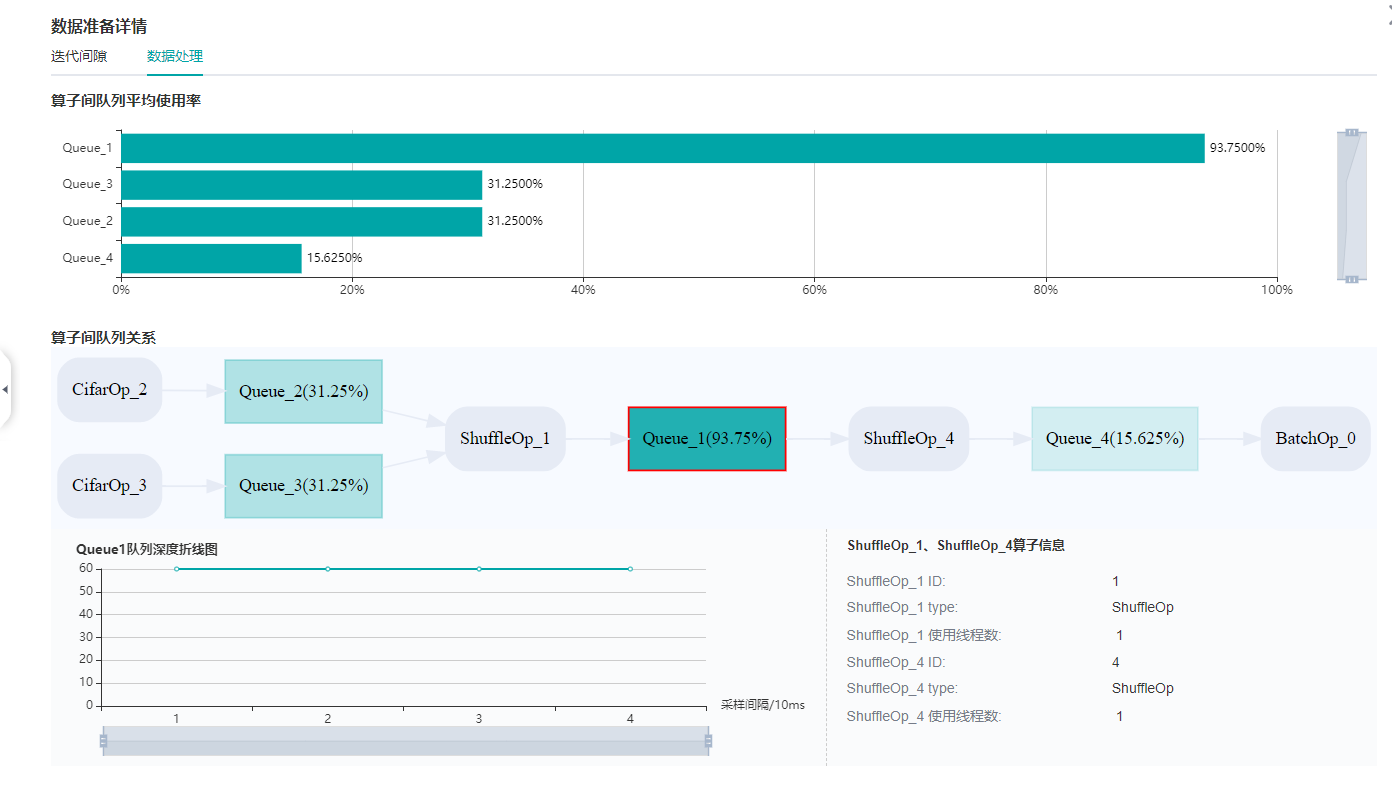 数据准备详情
迭代间隙 数据处理
算子间队列平均使用率
Queue_1 93.7500%
Queue_3 31.2500%
Queue_2 31.2500%
Queue_4 15.6250%
0% 20% 40% 60% 80% 100%
算子间队列关系
CifarOp_2 Queue_2(31.25%)
ShuffleOp_1 Queue_1(93.75%) ShuffleOp_4 Queue_4(15.625%) BatchOp_0
CifarOp_3 Queue_3(31.25%)
Queue1队列深度折线图
60
50
40
30
20
10
0
1 2 3 4
采样间隔/10ms
ShuffleOp_1、ShuffleOp_4算子信息
ShuffleOp_1 ID: 1
ShuffleOp_1 type: ShuffleOp
ShuffleOp_1 使用线程数: 1
ShuffleOp_4 ID: 4
ShuffleOp_4 type: ShuffleOp
ShuffleOp_4 使用线程数: 1